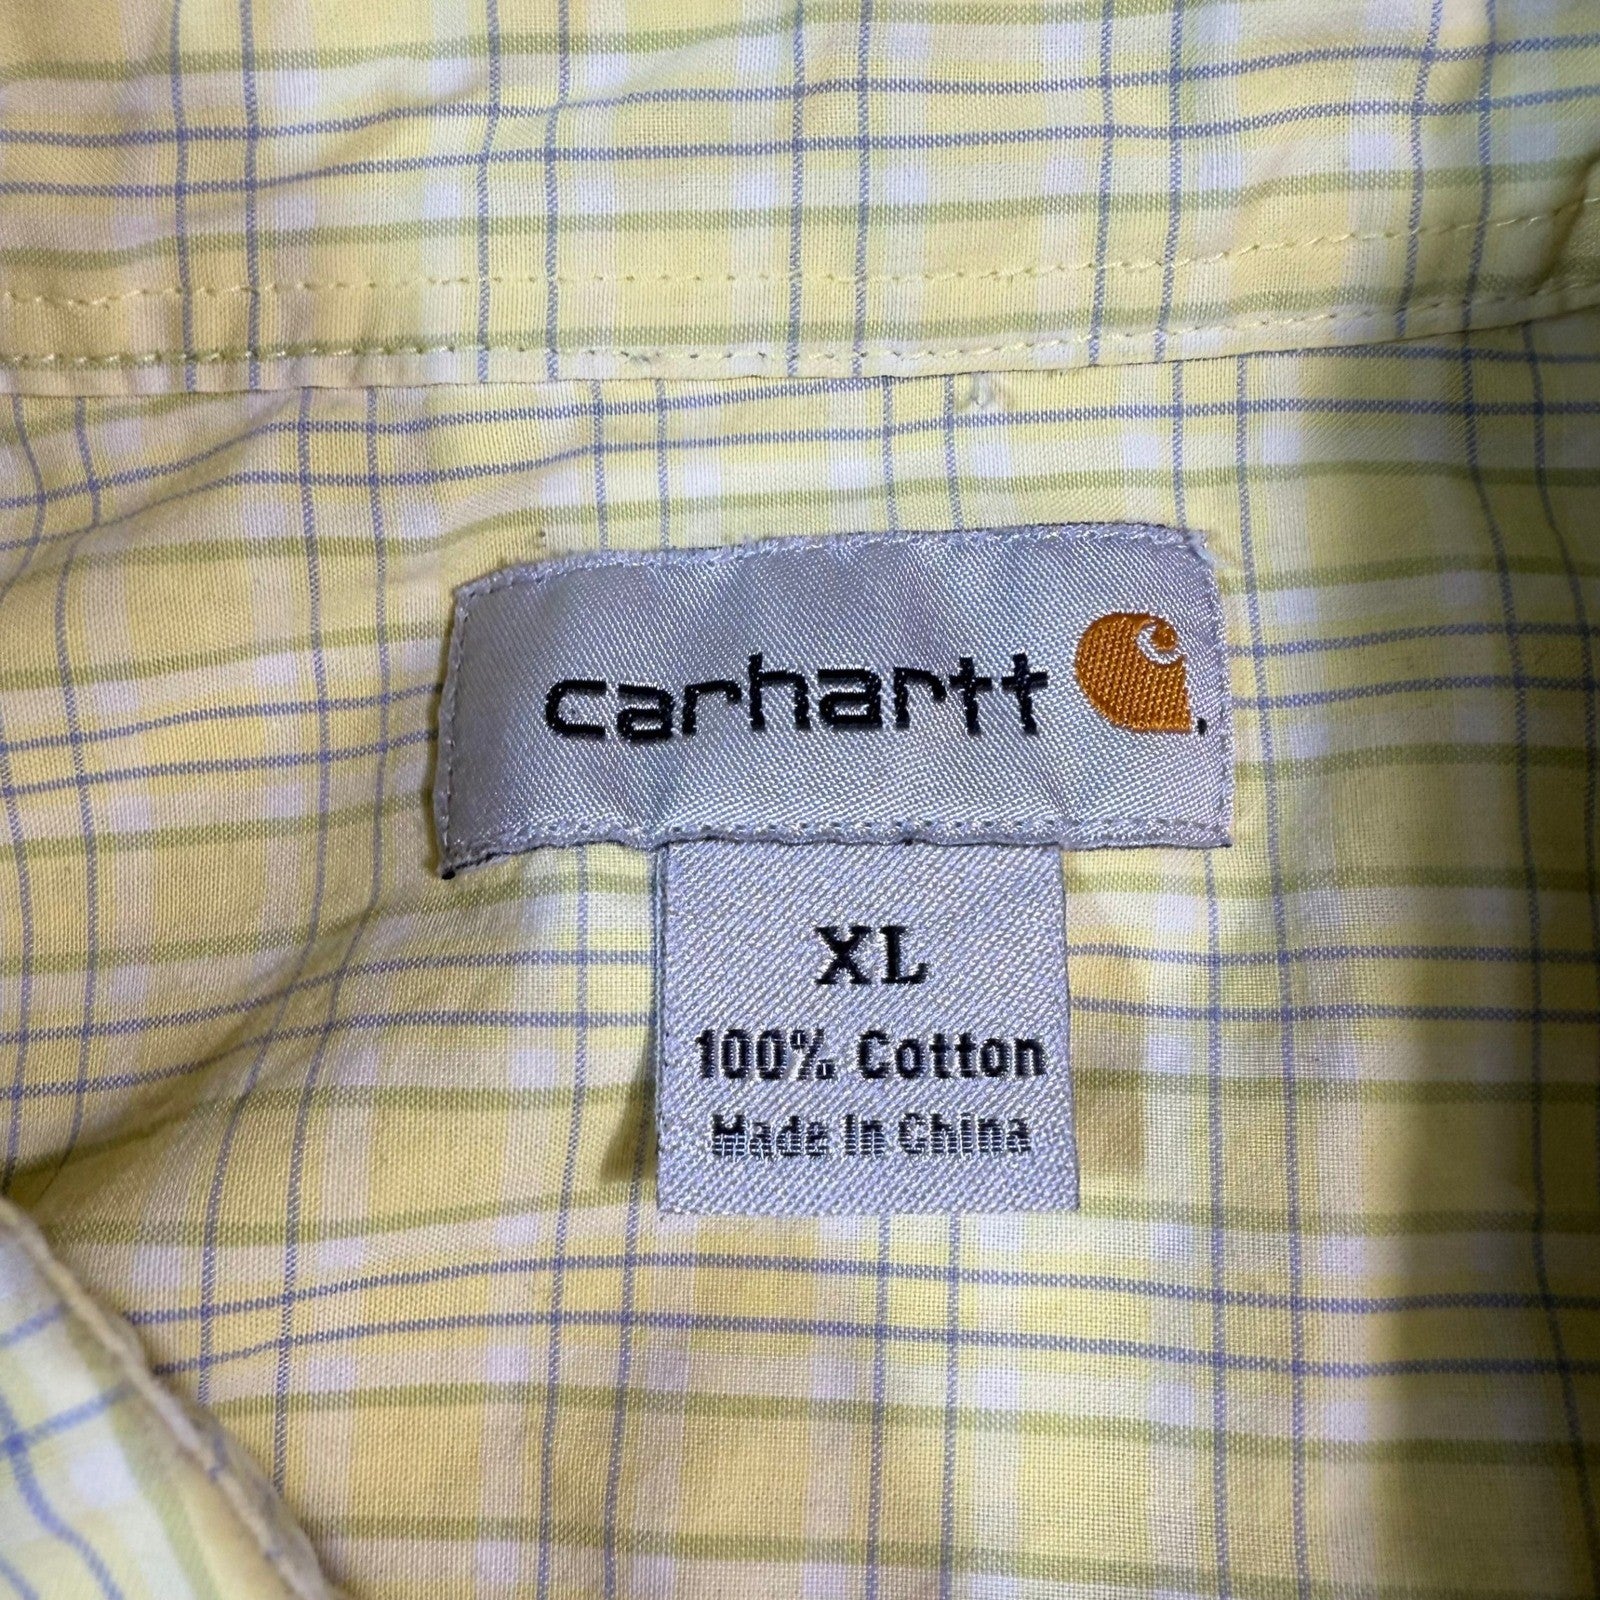 carhartt
XL
100% Cotton
Made In China